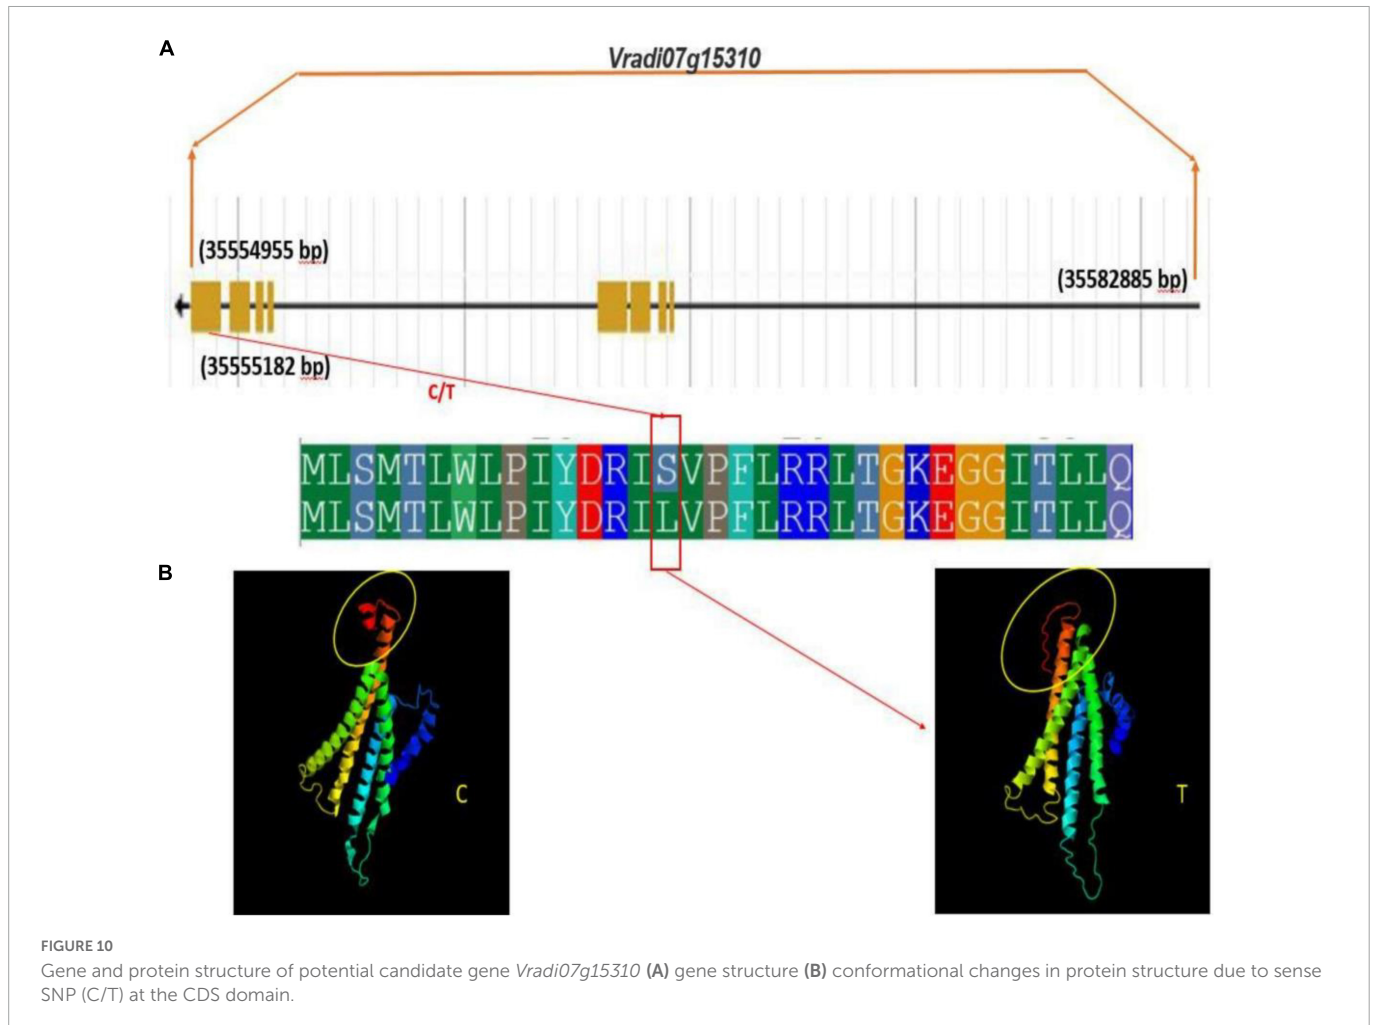 A
Vradi07g15310
(35554955 bp)
(35582885 bp)
(35555182 bp)
C/T
MLSMTLWLPIYDRISVPFLRRLTGKEGGITLLQ
MLSMTLWLPIYDRILVPFLRRLTGKEGGITLLQ
B
C
T
FIGURE 10
Gene and protein structure of potential candidate gene Vradi07g15310 (A) gene structure (B) conformational changes in protein structure due to sense
SNP (C/T) at the CDS domain.